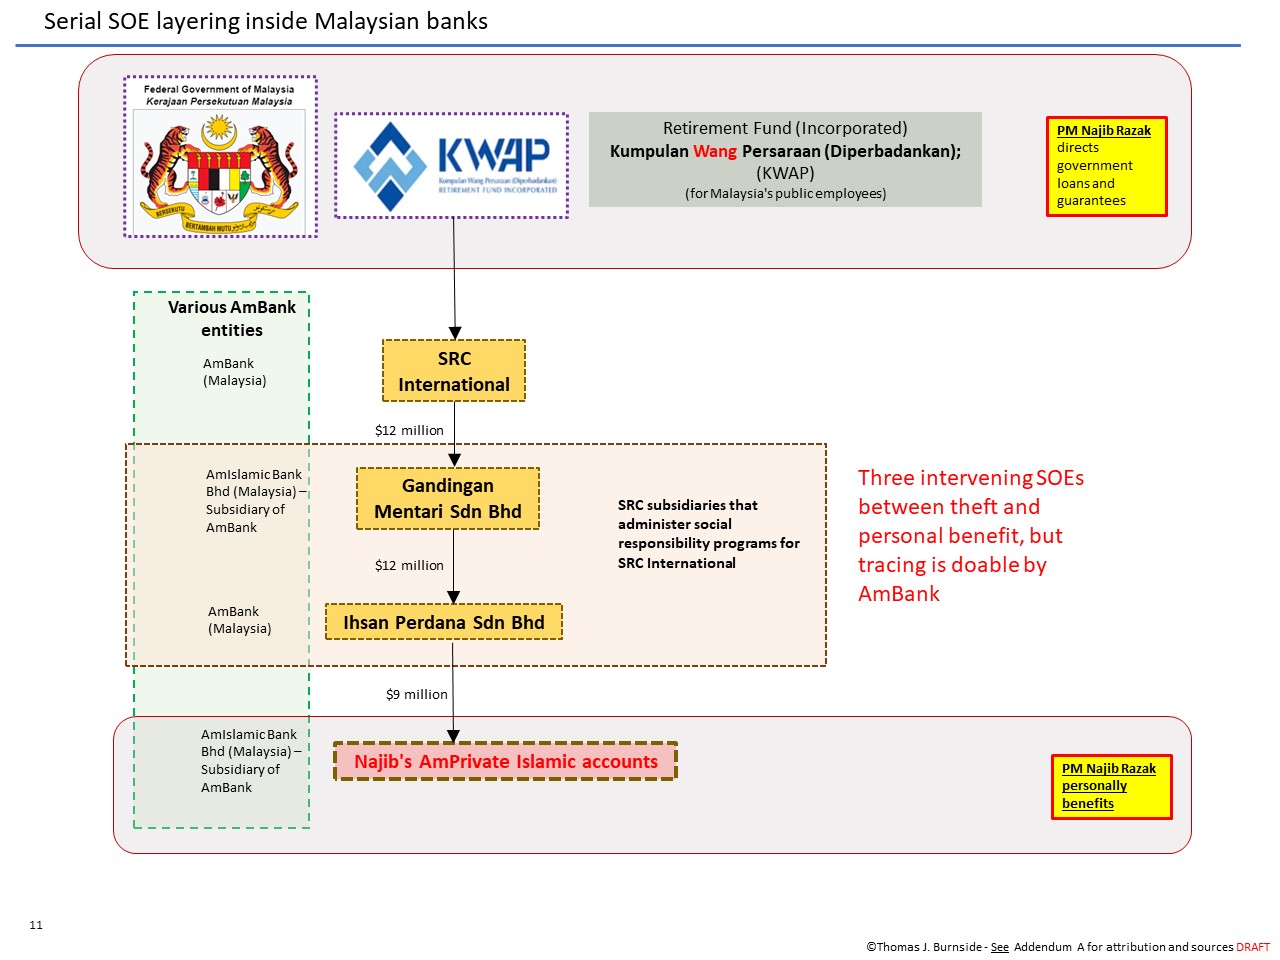 Serial SOE layering inside Malaysian banks
Federal Government of Malaysia
Kerajaan Persekutuan Malaysia
BERSEKUTU
BERTAMBAH MUTU
KWAP
Kumpulan Wang Persaraan (Diperbadankan)
RETIREMENT FUND INCORPORATED
Retirement Fund (Incorporated)
Kumpulan Wang Persaraan (Diperbadankan);
(KWAP)
(for Malaysia's public employees)
PM Najib Razak
directs
government
loans and
guarantees
Various AmBank
entities
AmBank
(Malaysia)
SRC
International
$12 million
AmIslamic Bank
Bhd (Malaysia) –
Subsidiary of
AmBank
Gandingan
Mentari Sdn Bhd
SRC subsidiaries that
administer social
responsibility programs for
SRC International
Three intervening SOEs
between theft and
personal benefit, but
tracing is doable by
AmBank
$12 million
AmBank
(Malaysia)
Ihsan Perdana Sdn Bhd
$9 million
AmIslamic Bank
Bhd (Malaysia) –
Subsidiary of
AmBank
Najib's AmPrivate Islamic accounts
PM Najib Razak
personally
benefits
11
©Thomas J. Burnside - See Addendum A for attribution and sources DRAFT